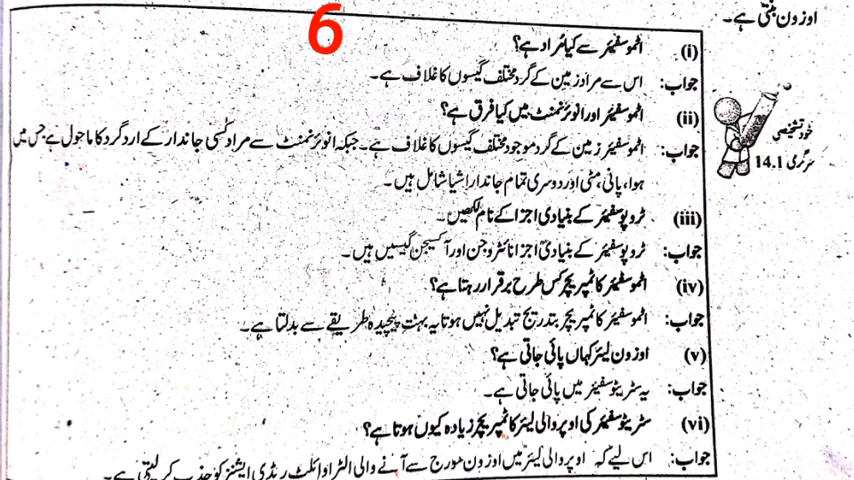 اوزون بنتی ہے۔
6
خود تشخیصی
سرگرمی 14.1
(i) اٹموسفیئر سے کیا مراد ہے؟
جواب: اس سے مراد زمین کے گرد مختلف گیسوں کا غلاف ہے۔
(ii) اٹموسفیئر اور انوئرنمنٹ میں کیا فرق ہے؟
جواب: اٹموسفیئر زمین کے گرد موجود مختلف گیسوں کا غلاف ہے۔ جبکہ انوئرنمنٹ سے مراد کسی جاندار کے اردگرد کا ماحول ہے جس میں
ہوا، پانی، مٹی اور دوسری تمام جاندار اشیا شامل ہیں۔
(iii) ٹروپوسفیئر کے بنیادی اجزا کے نام لکھیں۔
جواب: ٹروپوسفیئر کے بنیادی اجزا نائٹروجن اور آکسیجن گیسیں ہیں۔
(iv) اٹموسفیئر کا ٹمپریچر کس طرح برقرار رہتا ہے؟
جواب: اٹموسفیئر کا ٹمپریچر بتدریج تبدیل نہیں ہوتا یہ بہت پیچیدہ طریقے سے بدلتا ہے۔
(v) اوزون لیئر کہاں پائی جاتی ہے؟
جواب: یہ سٹریٹوسفیئر میں پائی جاتی ہے۔
(vi) سٹریٹوسفیئر کی اوپر والی لیئر کا ٹمپریچر زیادہ کیوں ہوتا ہے؟
جواب: اس لیے کہ اوپر والی لیئر میں اوزون سورج سے آنے والی الٹراوائلٹ ریڈی ایشنز کو جذب کر لیتی ہے۔